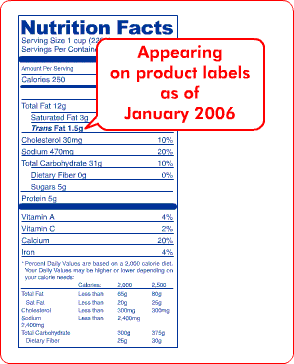 Nutrition Facts
Serving Size 1 cup (22
Servings Per Contain
Appearing
on product labels
as of
January 2006
Amount Per Serving
Calories 250
Total Fat 12g
Saturated Fat 3g
Trans Fat 1.5g
Cholesterol 30mg 10%
Sodium 470mg 20%
Total Carbohydrate 31g 10%
Dietary Fiber 0g 0%
Sugars 5g
Protein 5g
Vitamin A 4%
Vitamin C 2%
Calcium 20%
Iron 4%
* Percent Daily Values are based on a 2,000 calorie diet.
Your Daily Values may be higher or lower depending on
your calorie needs:
Calories: 2,000 2,500
Total Fat Less than 65g 80g
Sat Fat Less than 20g 25g
Cholesterol Less than 300mg 300mg
Sodium Less than 2,400mg
2,400mg
Total Carbohydrate 300g 375g
Dietary Fiber 25g 30g